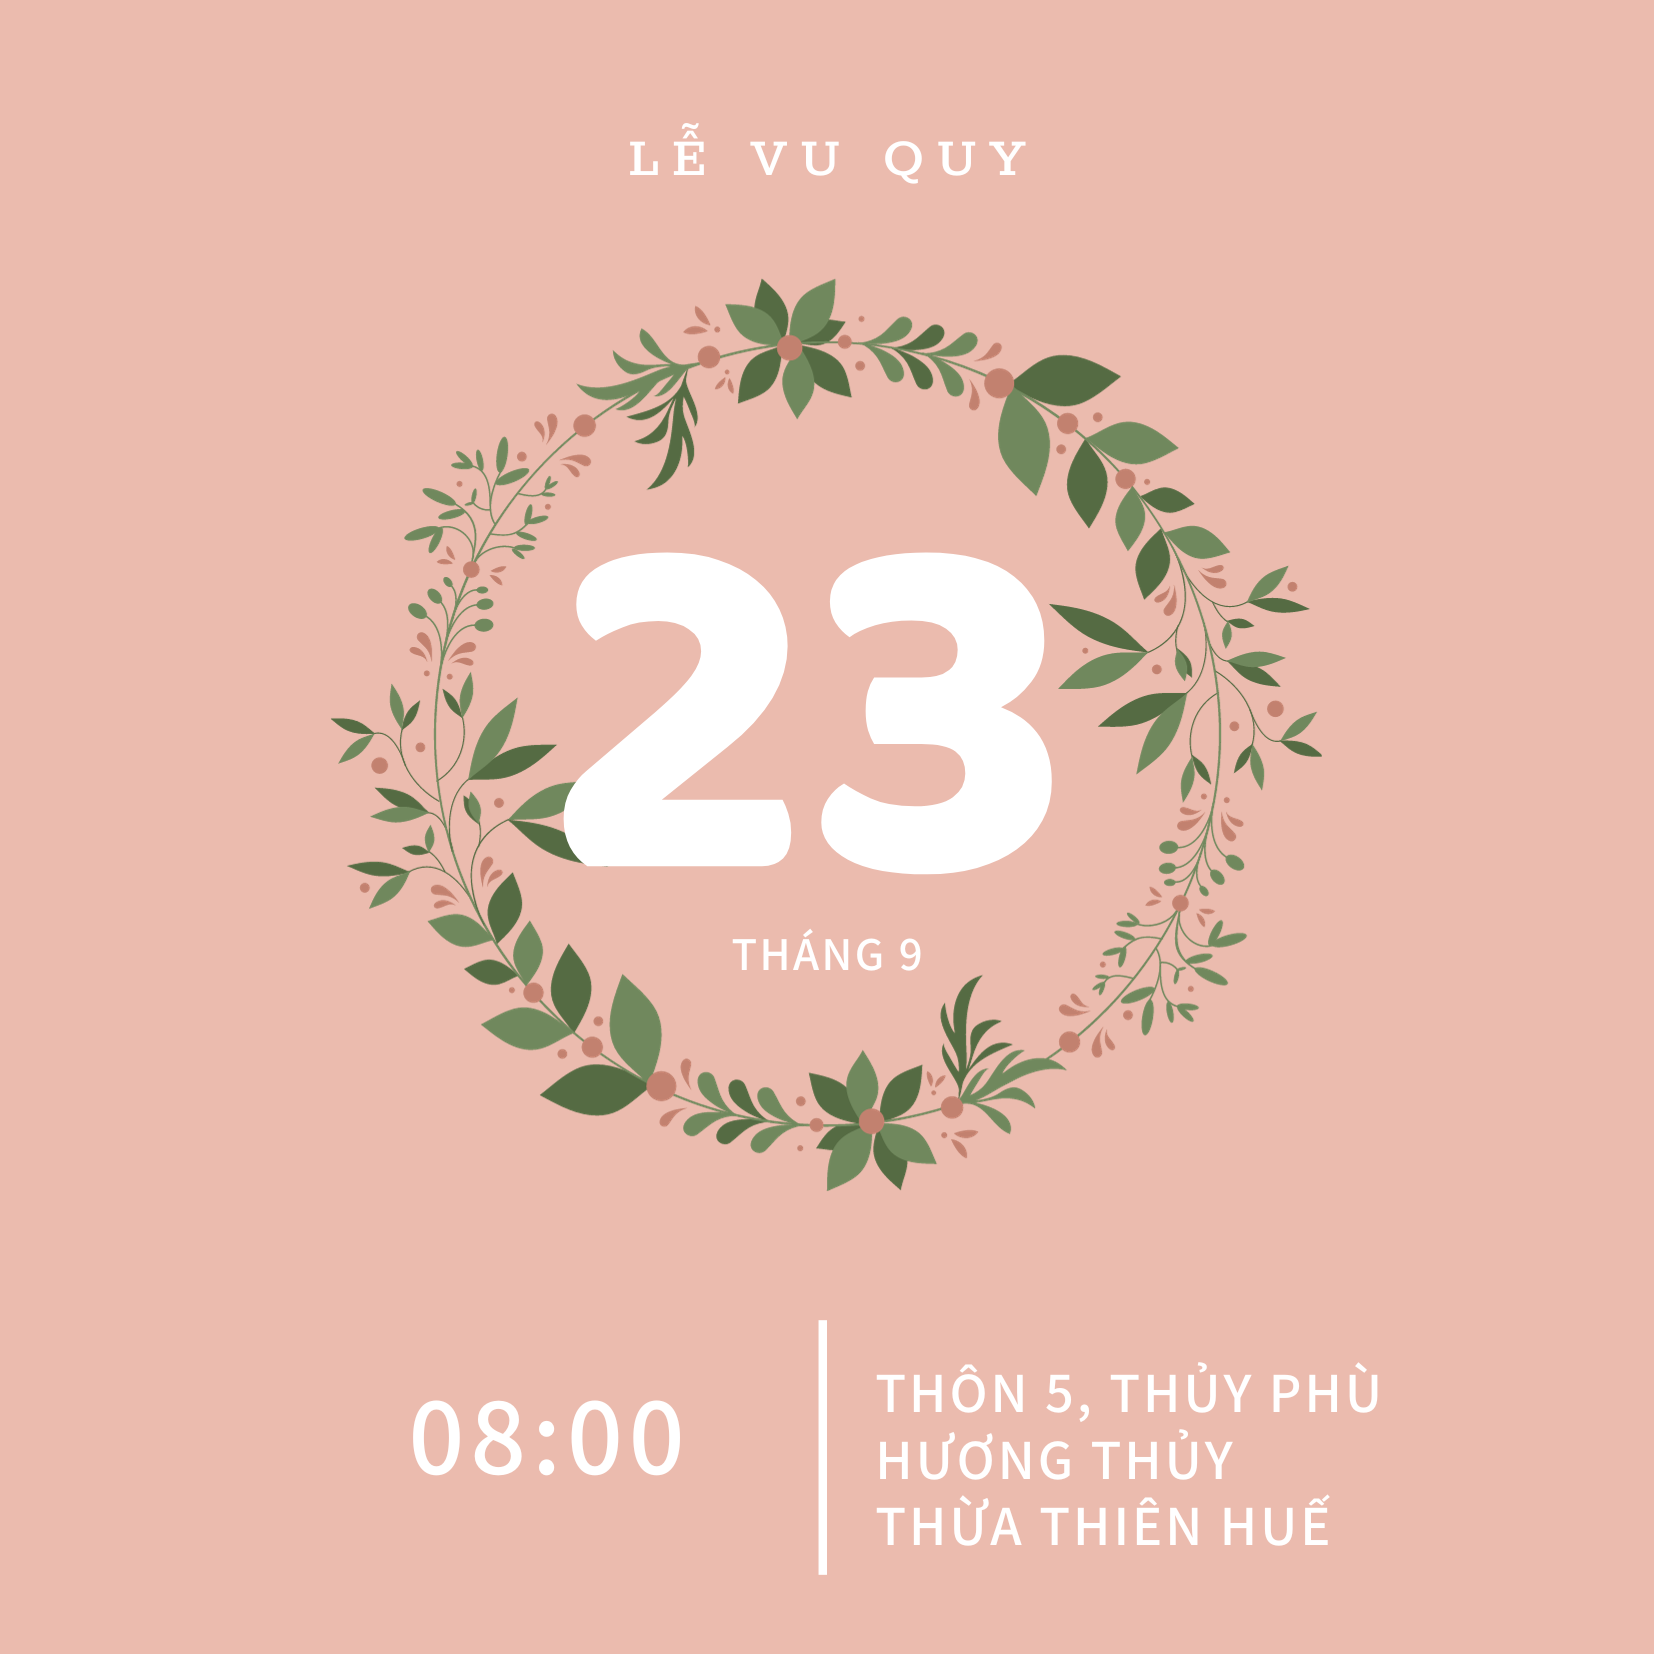 LỄ VU QUY
23
THÁNG 9
08:00
THÔN 5, THỦY PHÙ
HƯƠNG THỦY
THỪA THIÊN HUẾ